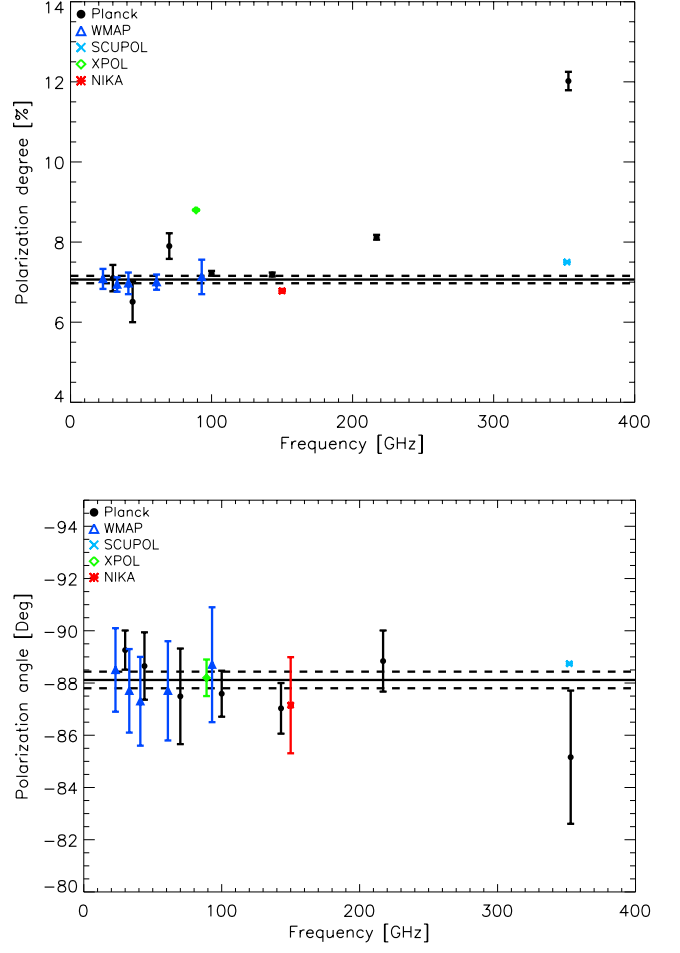 14
12
10
8
6
4
Polarization degree [%]
Planck
WMAP
SCUPOL
XPOL
NIKA
0 100 200 300 400
Frequency [GHz]
-94
-92
-90
-88
-86
-84
-82
-80
Polarization angle [Deg]
Planck
WMAP
SCUPOL
XPOL
NIKA
0 100 200 300 400
Frequency [GHz]